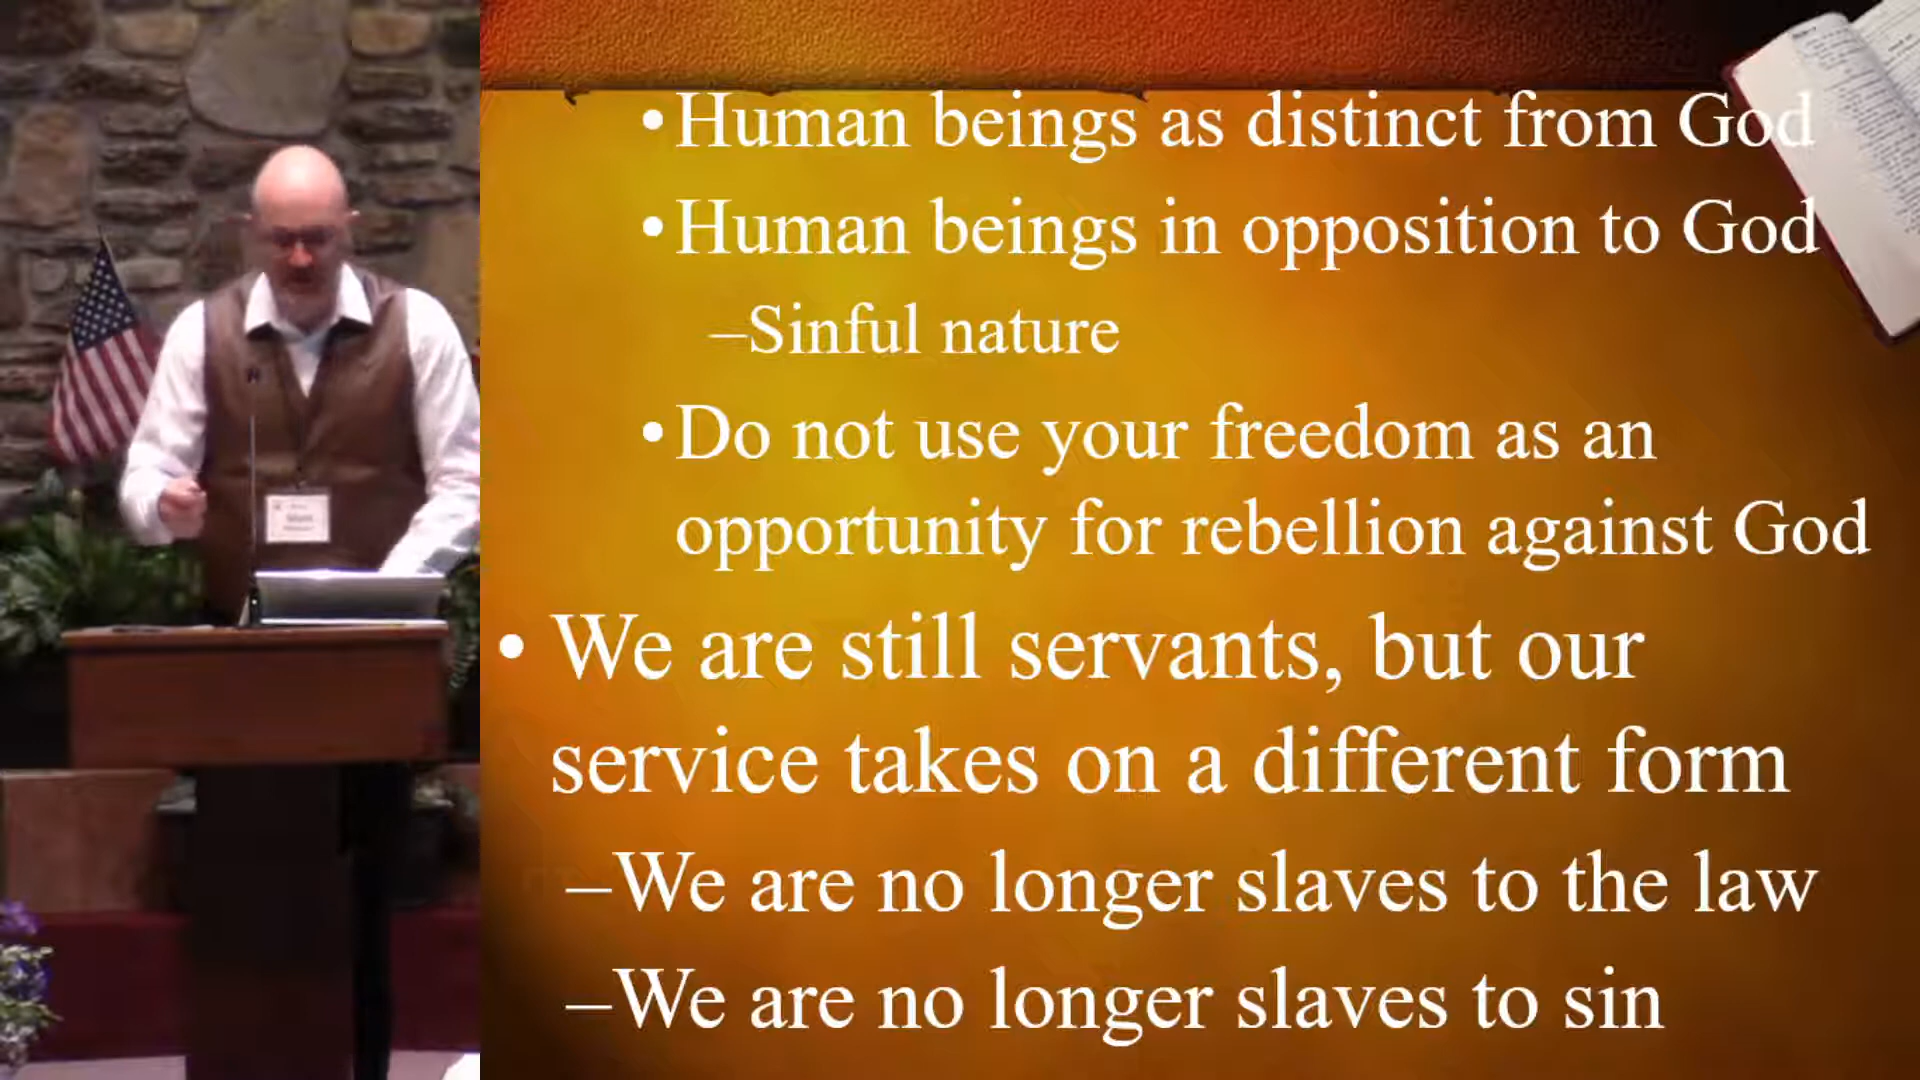 •Human beings as distinct from God
•Human beings in opposition to God
–Sinful nature
•Do not use your freedom as an
opportunity for rebellion against God
• We are still servants, but our
service takes on a different form
–We are no longer slaves to the law
–We are no longer slaves to sin